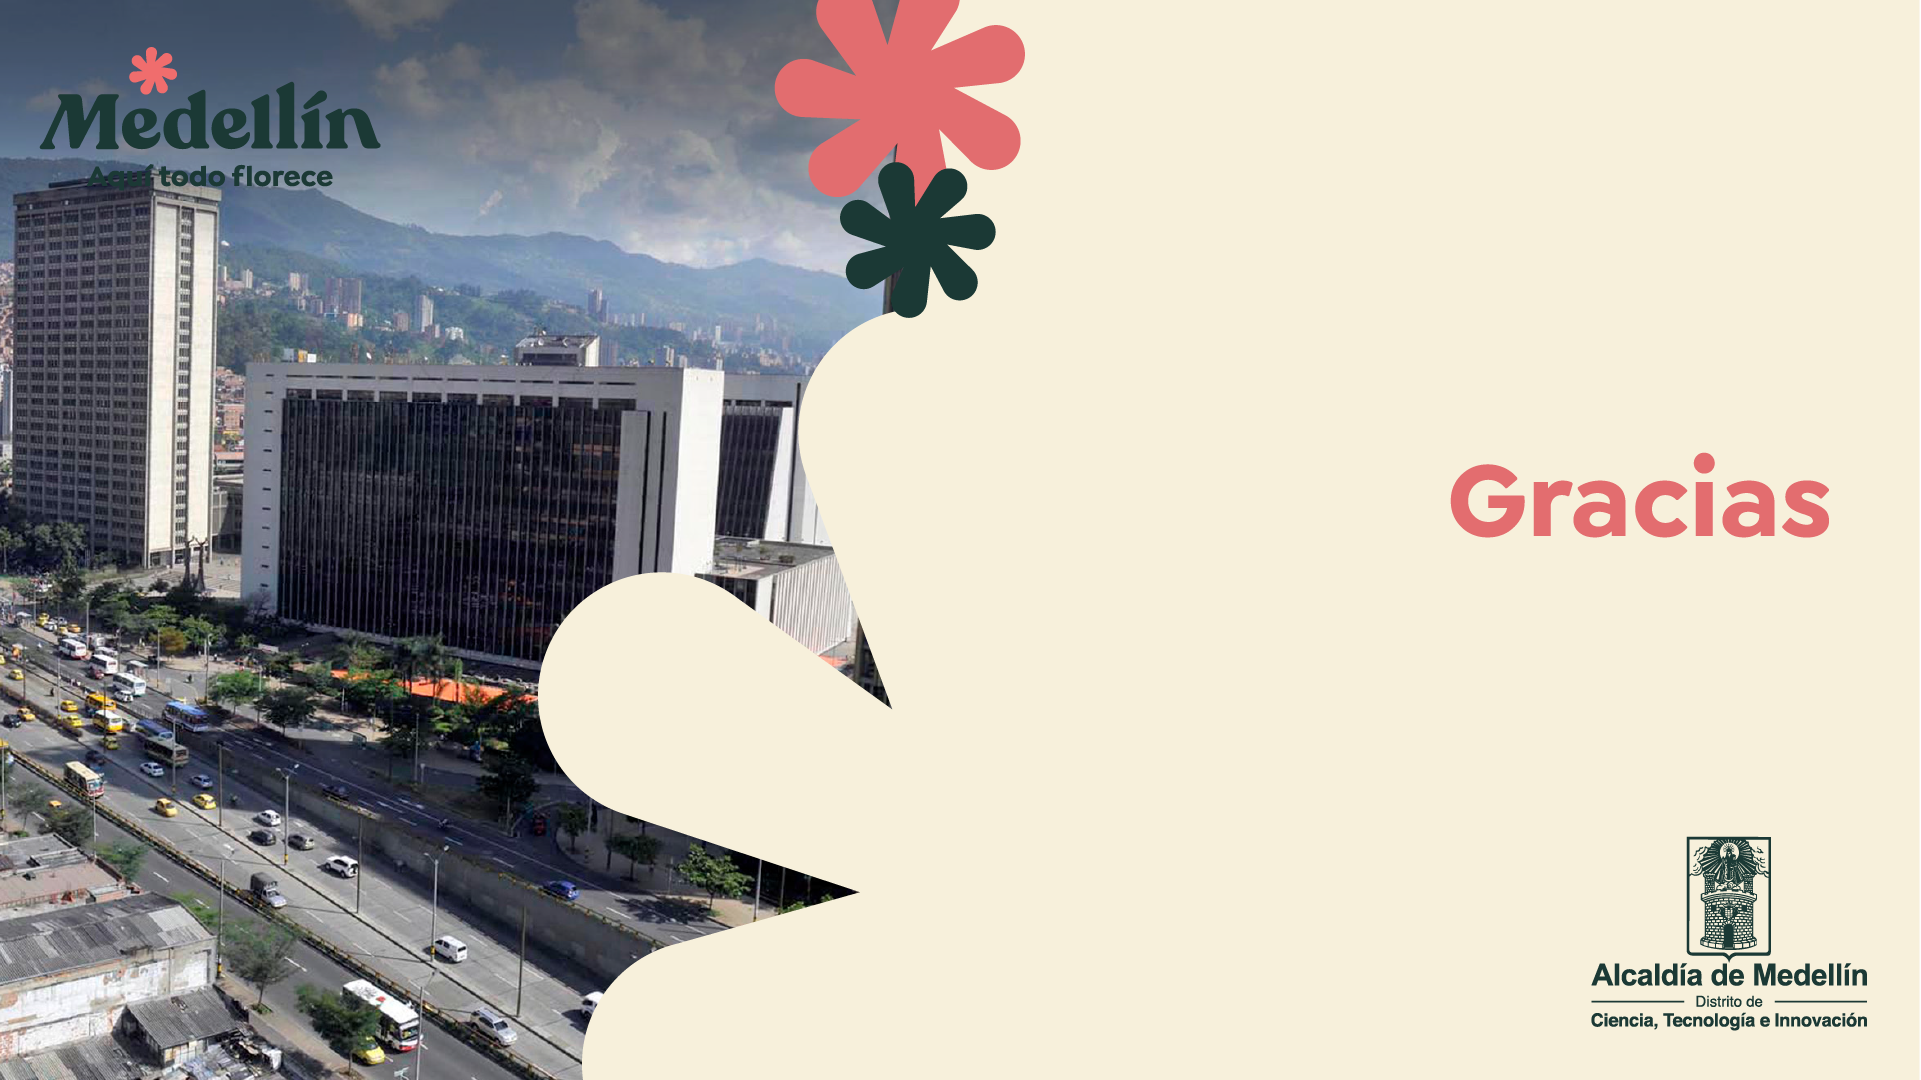 Medellín
Aquí todo florece
Gracias
Alcaldía de Medellín
Distrito de
Ciencia, Tecnología e Innovación